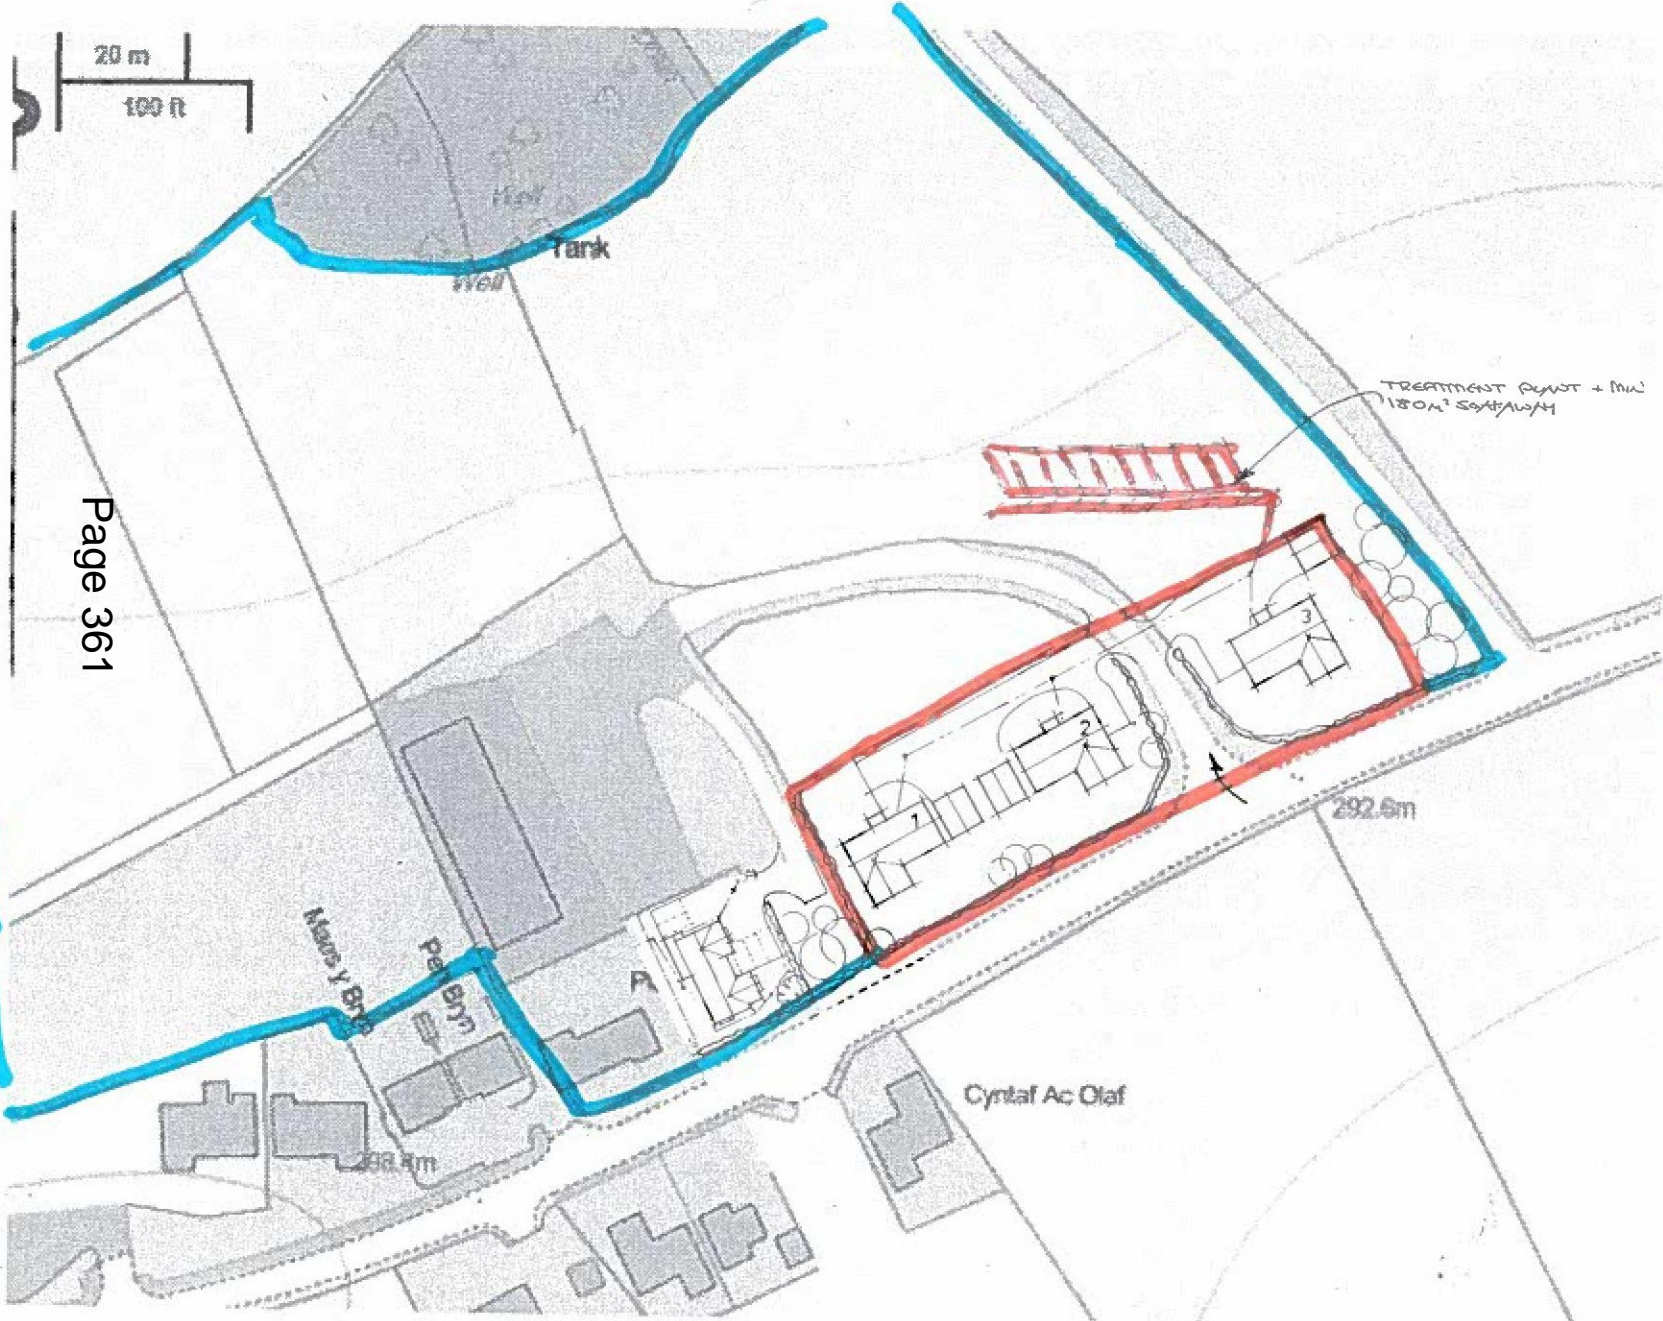 20 m
100 ft
Well
Tank
Well
TREATMENT PLANT + MIN
180m² SOAKAWAY
Page 361
3
2
1
292.6m
Maes y Bryn
Pen Bryn
Cyntaf Ac Olaf